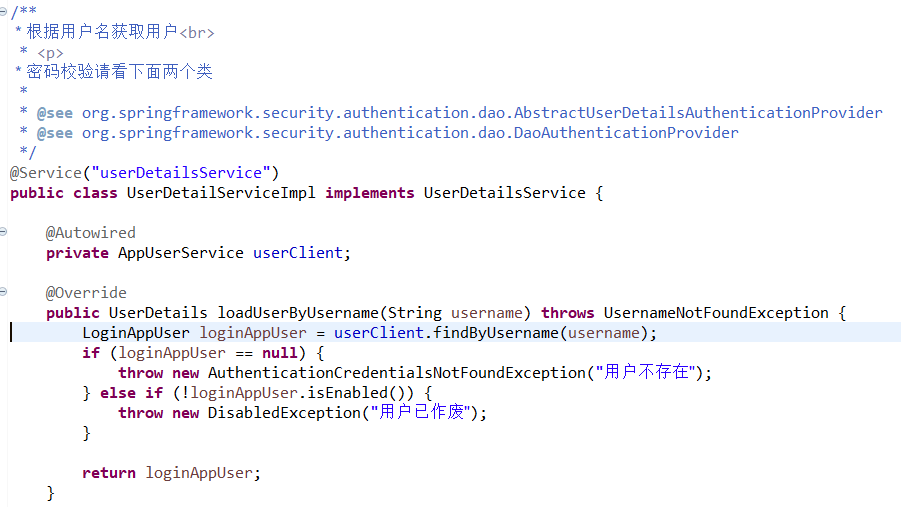 /**
 * 根据用户名获取用户<br>
 * <p>
 * 密码校验请看下面两个类
 *
 * @see org.springframework.security.authentication.dao.AbstractUserDetailsAuthenticationProvider
 * @see org.springframework.security.authentication.dao.DaoAuthenticationProvider
 */
@Service("userDetailsService")
public class UserDetailServiceImpl implements UserDetailsService {
    @Autowired
    private AppUserService userClient;
    @Override
    public UserDetails loadUserByUsername(String username) throws UsernameNotFoundException {
        LoginAppUser loginAppUser = userClient.findByUsername(username);
        if (loginAppUser == null) {
            throw new AuthenticationCredentialsNotFoundException("用户不存在");
        } else if (!loginAppUser.isEnabled()) {
            throw new DisabledException("用户已作废");
        }
        return loginAppUser;
    }